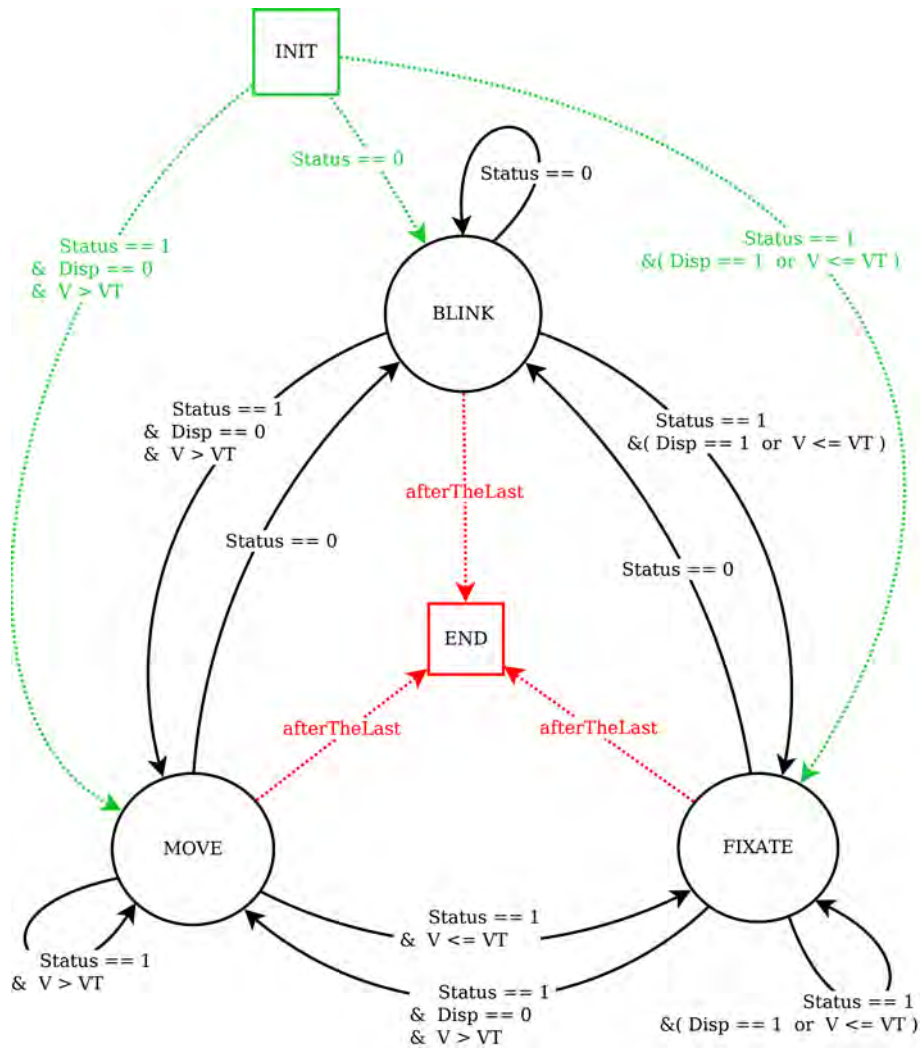 INIT
Status == 0
Status == 0
Status == 1
& Disp == 0
& V > VT
Status == 1
&( Disp == 1 or V <= VT )
BLINK
Status == 1
& Disp == 0
& V > VT
Status == 1
&( Disp == 1 or V <= VT )
afterTheLast
Status == 0
Status == 0
END
afterTheLast
afterTheLast
MOVE
FIXATE
Status == 1
& V <= VT
Status == 1
& V > VT
Status == 1
& Disp == 0
& V > VT
Status == 1
&( Disp == 1 or V <= VT )